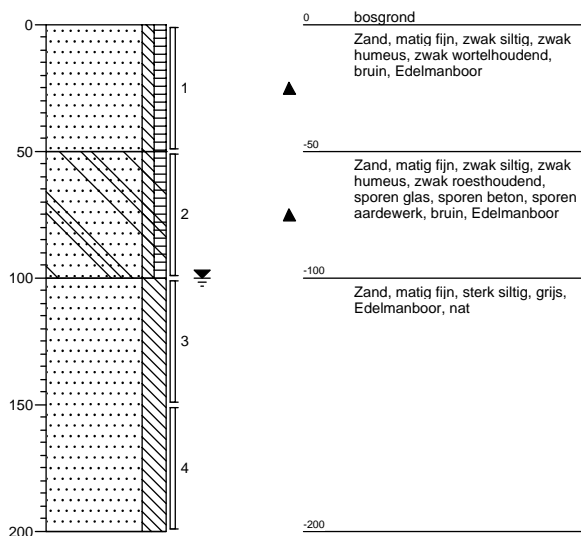 0
50
100
150
200
1
2
3
4
0 bosgrond
Zand, matig fijn, zwak siltig, zwak
humeus, zwak wortelhoudend,
bruin, Edelmanboor
-50
Zand, matig fijn, zwak siltig, zwak
humeus, zwak roesthoudend,
sporen glas, sporen beton, sporen
aardewerk, bruin, Edelmanboor
-100
Zand, matig fijn, sterk siltig, grijs,
Edelmanboor, nat
-200